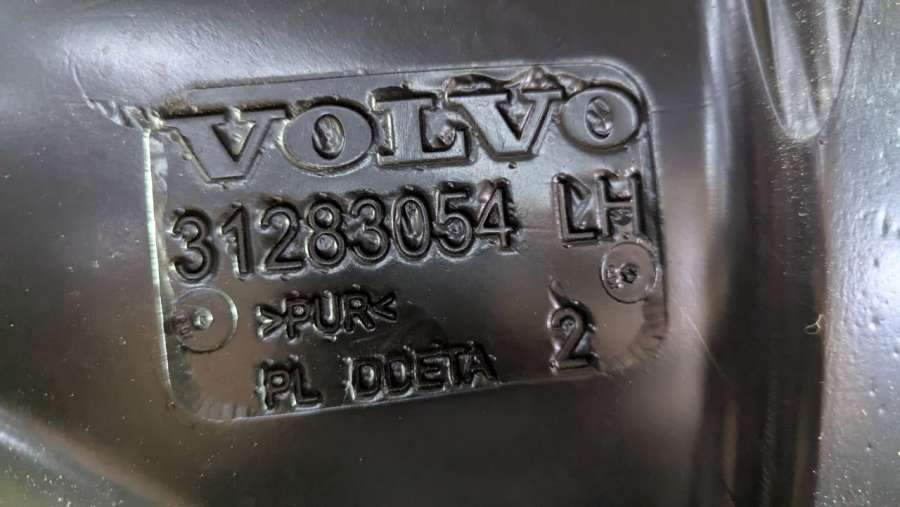 VOLVO
31283054 LH
>PUR<
PL DDETA 2